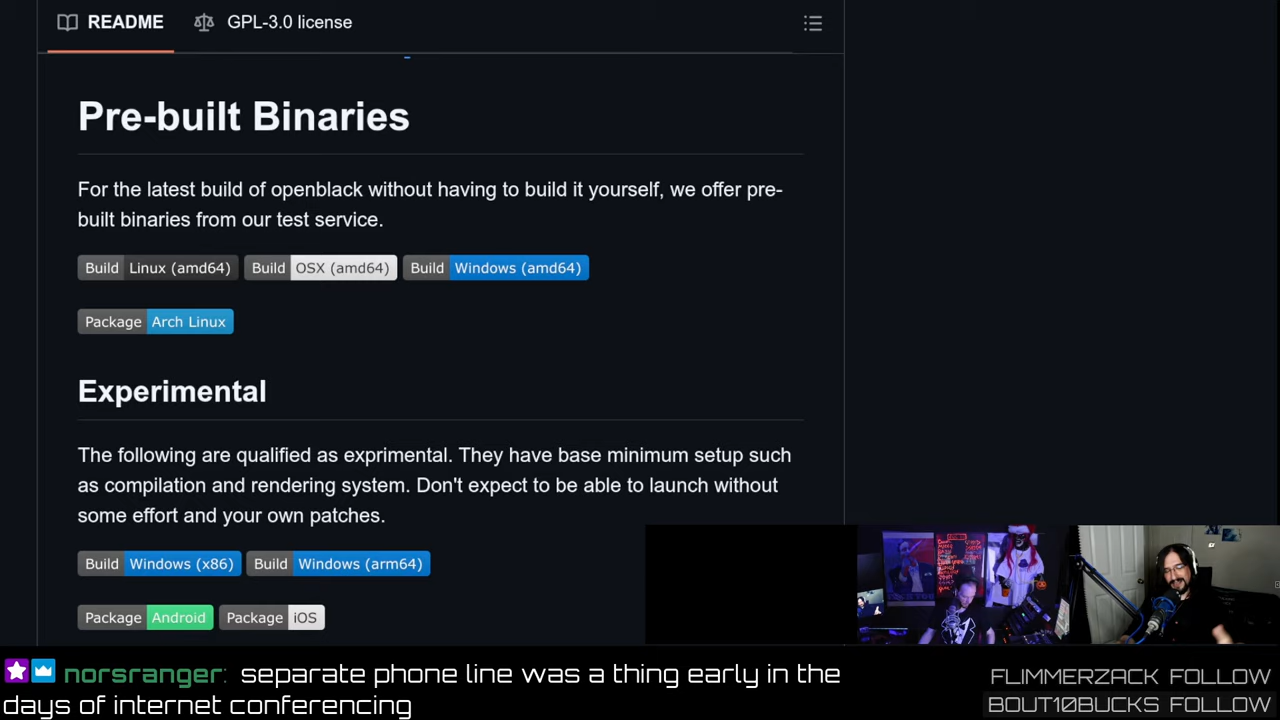 README
GPL-3.0 license
Pre-built Binaries
For the latest build of openblack without having to build it yourself, we offer pre-
built binaries from our test service.
Build Linux (amd64) Build OSX (amd64) Build Windows (amd64)
Package Arch Linux
Experimental
The following are qualified as exprimental. They have base minimum setup such
as compilation and rendering system. Don't expect to be able to launch without
some effort and your own patches.
Build Windows (x86) Build Windows (arm64)
Package Android Package iOS
norsranger: separate phone line was a thing early in the
days of internet conferencing
FLIMMERZACK FOLLOW
BOUT10BUCKS FOLLOW